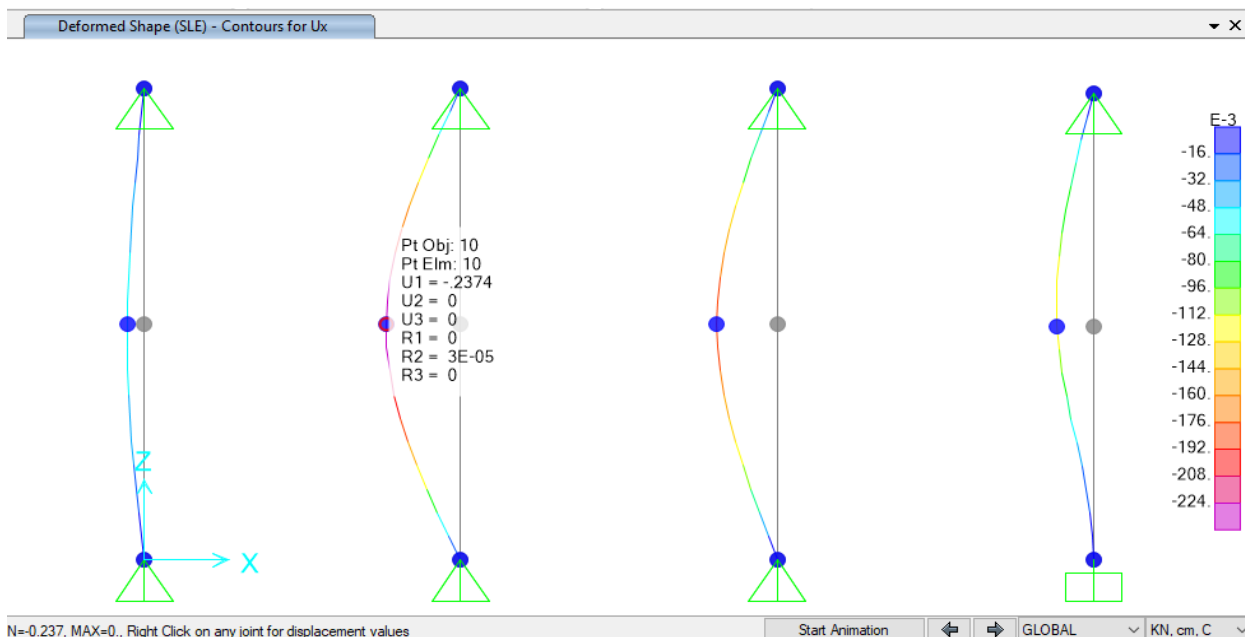 Deformed Shape (SLE) - Contours for Ux
E-3
-16.
-32.
-48.
-64.
-80.
-96.
-112.
-128.
-144.
-160.
-176.
-192.
-208.
-224.
Pt Obj: 10
Pt Elm: 10
U1 = -.2374
U2 = 0
U3 = 0
R1 = 0
R2 = 3E-05
R3 = 0
Z
X
N=-0.237, MAX=0., Right Click on any joint for displacement values
Start Animation
GLOBAL
KN, cm, C